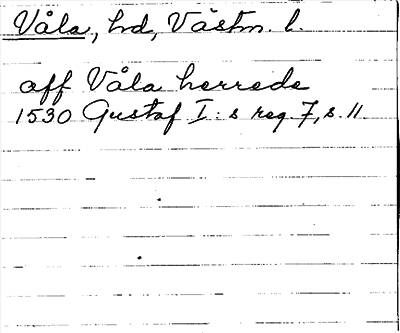 Våla, hd, Västm. l.
aff Våla herrede
1530 Gustaf I:s reg. 7, s. 11.